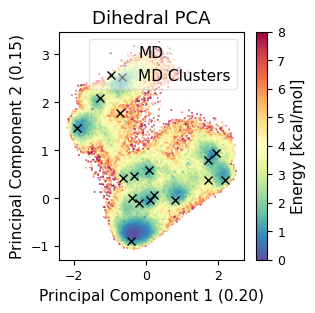 Dihedral PCA
MD
MD Clusters
Principal Component 2 (0.15)
3
2
1
0
−1
−2
0
2
Principal Component 1 (0.20)
8
7
6
5
4
3
2
1
0
Energy [kcal/mol]